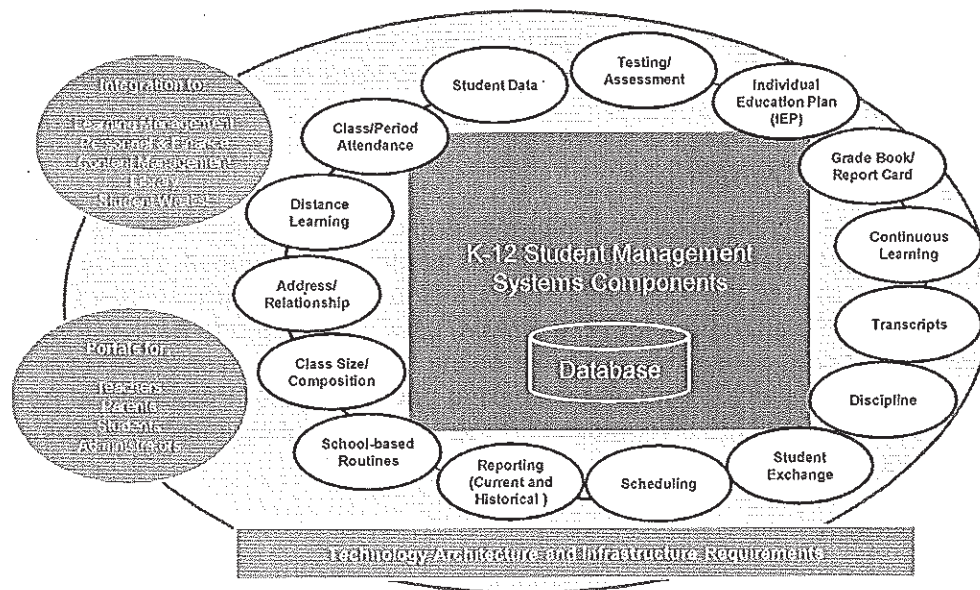 Integration to
Learning Management
Personnel & Finance
Content Management
Library
Student Work
Testing/
Assessment
Student Data
Individual
Education Plan
(IEP)
Class/Period
Attendance
Grade Book/
Report Card
Distance
Learning
Continuous
Learning
K-12 Student Management
Systems Components
Address/
Relationship
Transcripts
Portals for
Teachers
Parents
Students
Administrators
Class Size/
Composition
Database
Discipline
School-based
Routines
Reporting
(Current and
Historical )
Scheduling
Student
Exchange
Technology Architecture and Infrastructure Requirements